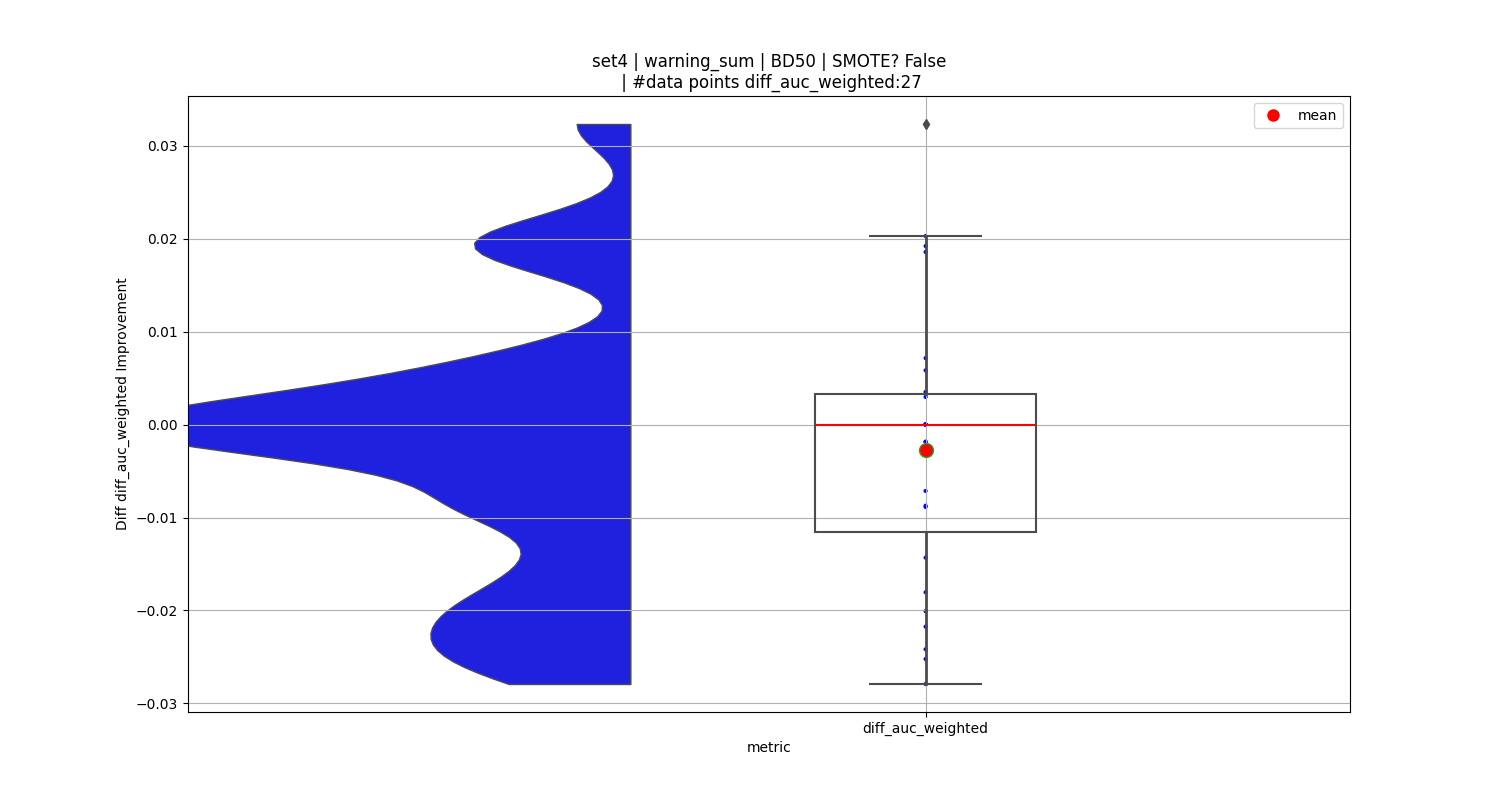 set4 | warning_sum | BD50 | SMOTE? False
| #data points diff_auc_weighted:27
mean
0.03
0.02
0.01
0.00
−0.01
−0.02
−0.03
Diff diff_auc_weighted Improvement
diff_auc_weighted
metric